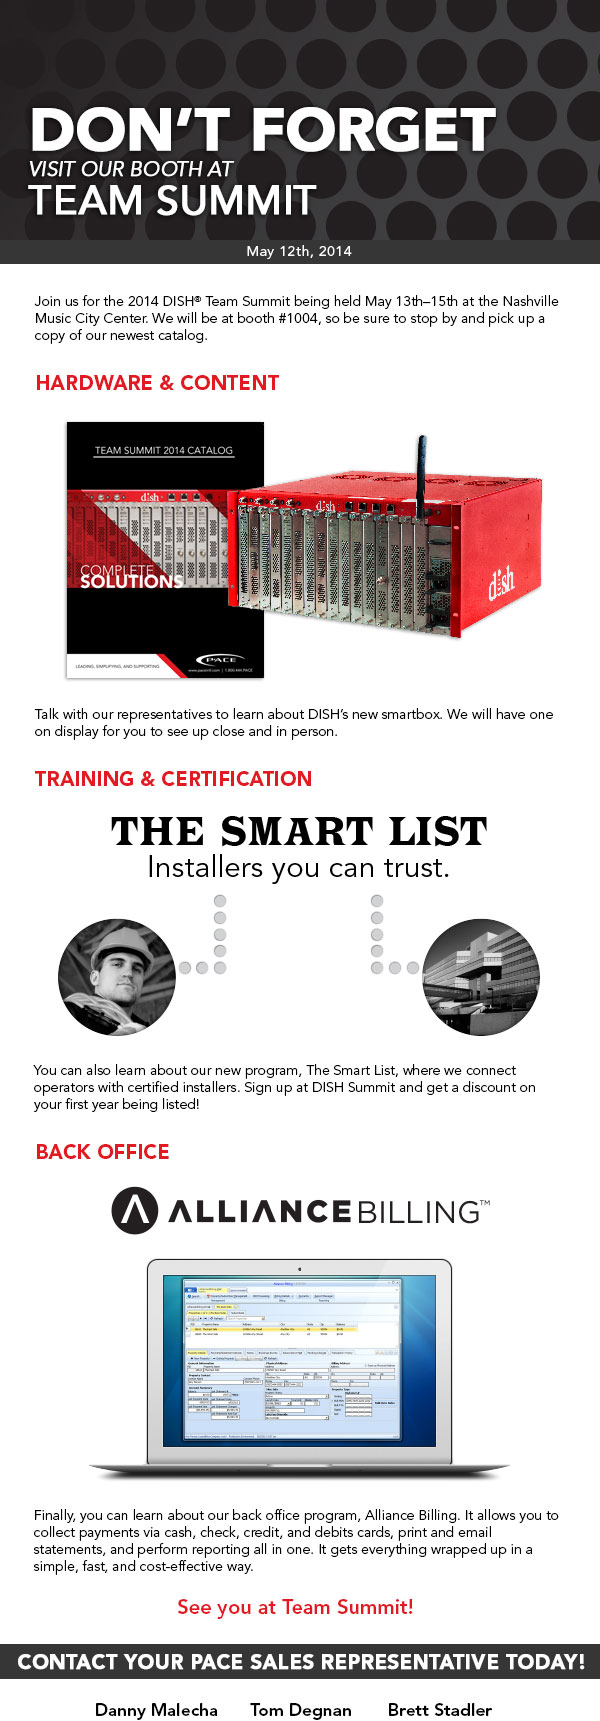 DON'T FORGET
VISIT OUR BOOTH AT
TEAM SUMMIT
May 12th, 2014
Join us for the 2014 DISH® Team Summit being held May 13th–15th at the Nashville
Music City Center. We will be at booth #1004, so be sure to stop by and pick up a
copy of our newest catalog.
HARDWARE & CONTENT
TEAM SUMMIT 2014 CATALOG
dish
COMPLETE
SOLUTIONS
LEADING, SIMPLIFYING, AND SUPPORTING
PACE
dish
dish
Talk with our representatives to learn about DISH's new smartbox. We will have one
on display for you to see up close and in person.
TRAINING & CERTIFICATION
THE SMART LIST
Installers you can trust.
You can also learn about our new program, The Smart List, where we connect
operators with certified installers. Sign up at DISH Summit and get a discount on
your first year being listed!
BACK OFFICE
ALLIANCE BILLING™
Finally, you can learn about our back office program, Alliance Billing. It allows you to
collect payments via cash, check, credit, and debits cards, print and email
statements, and perform reporting all in one. It gets everything wrapped up in a
simple, fast, and cost-effective way.
See you at Team Summit!
CONTACT YOUR PACE SALES REPRESENTATIVE TODAY!
Danny Malecha Tom Degnan Brett Stadler